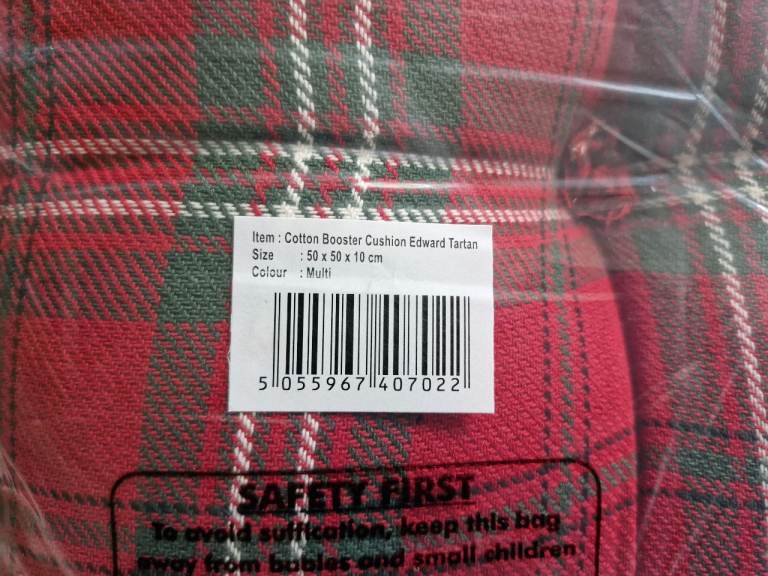 Item : Cotton Booster Cushion Edward Tartan
Size : 50 x 50 x 10 cm
Colour : Multi
5 055967 407022
SAFETY FIRST
To avoid suffication, keep this bag
away from babies and small children